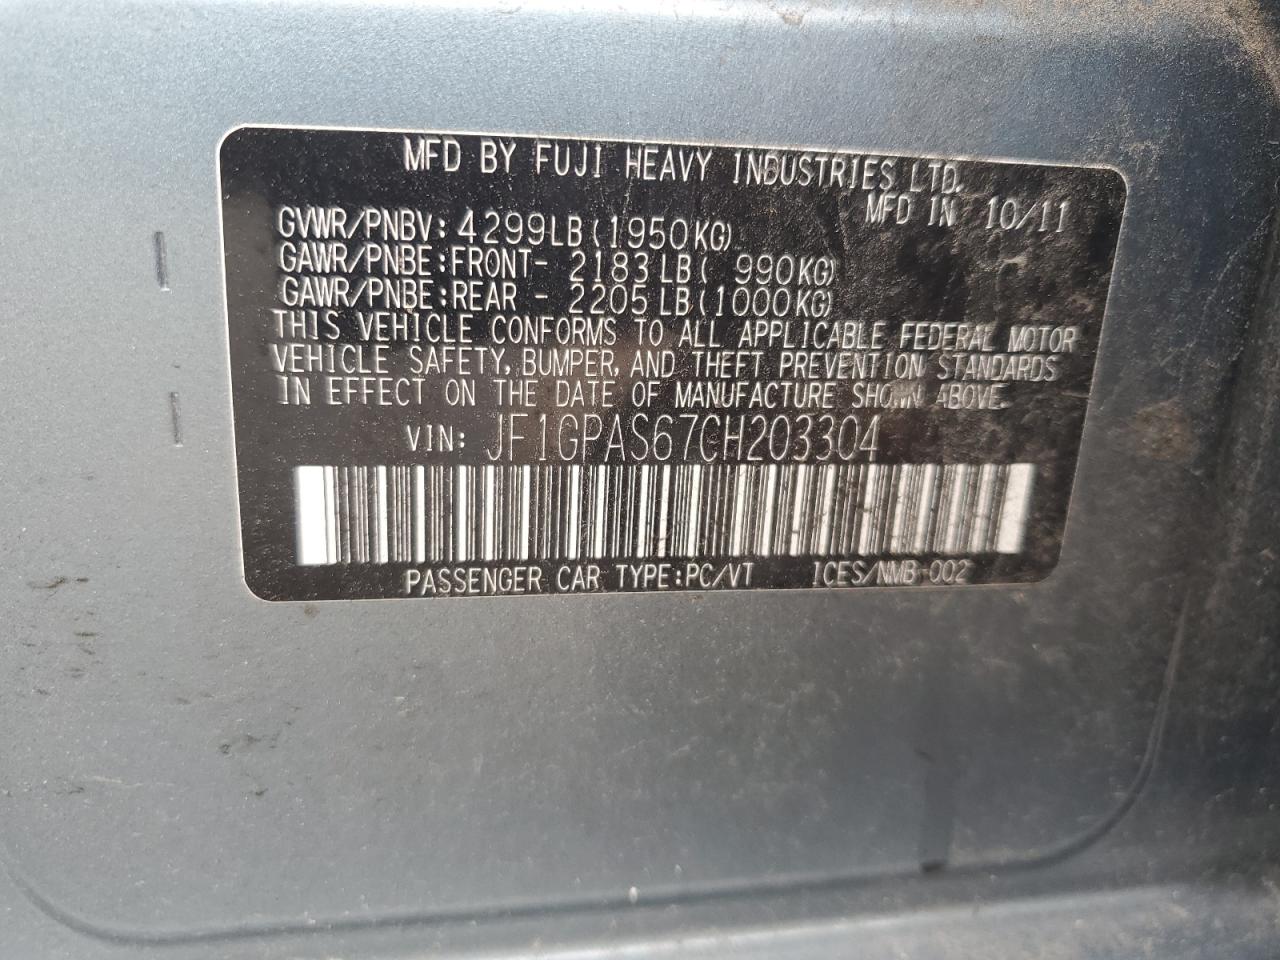 MFD BY FUJI HEAVY INDUSTRIES LTD.
MFD IN 10/11
GVWR/PNBV: 4299LB (1950KG)
GAWR/PNBE:FRONT- 2183LB( 990KG)
GAWR/PNBE:REAR - 2205LB(1000KG)
THIS VEHICLE CONFORMS TO ALL APPLICABLE FEDERAL MOTOR
VEHICLE SAFETY, BUMPER, AND THEFT PREVENTION STANDARDS
IN EFFECT ON THE DATE OF MANUFACTURE SHOWN ABOVE.
VIN: JF1GPAS67CH203304
PASSENGER CAR TYPE:PC/VT ICES/NMB-002